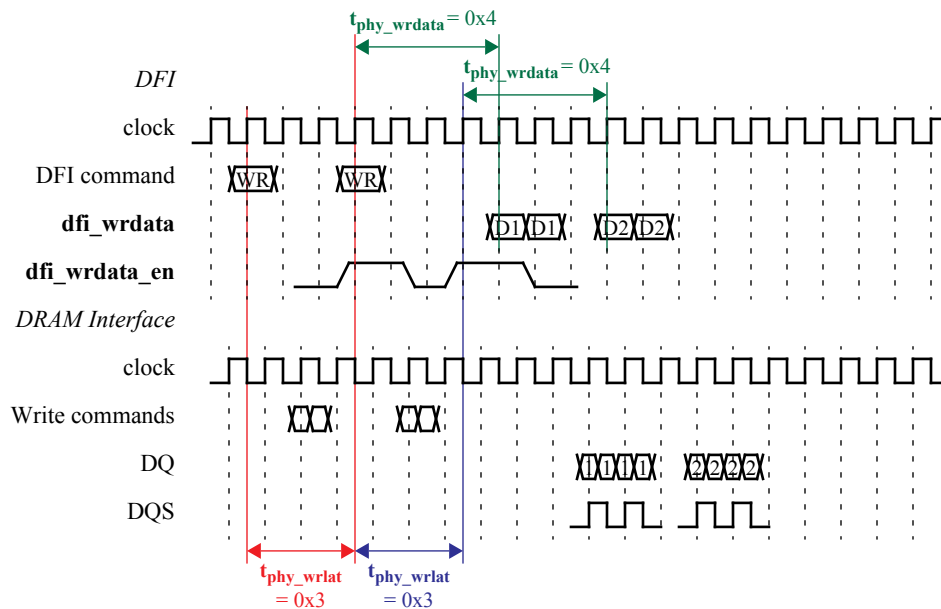 tphy_wrdata = 0x4
tphy_wrdata = 0x4
DFI
clock
DFI command WR WR
dfi_wrdata D1 D1 D2 D2
dfi_wrdata_en
DRAM Interface
clock
Write commands
DQ 1 1 1 1 2 2 2 2
DQS
tphy_wrlat tphy_wrlat
= 0x3 = 0x3